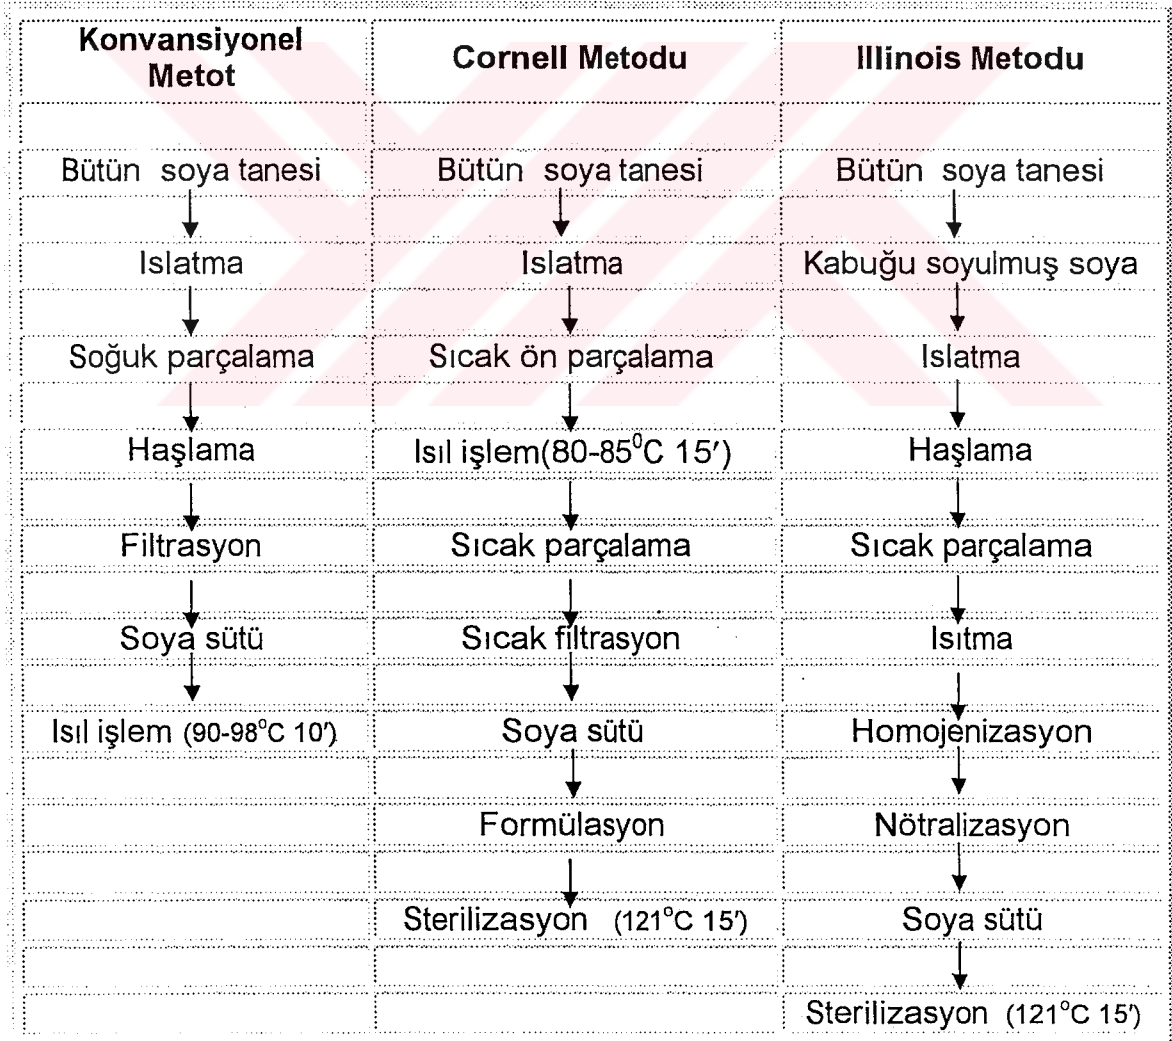 Konvansiyonel
Metot
Bütün soya tanesi
Islatma
Soğuk parçalama
Haşlama
Filtrasyon
Soya sütü
Isıl işlem (90-98°C 10′)
Cornell Metodu
Bütün soya tanesi
Islatma
Sıcak ön parçalama
Isıl işlem(80-85⁰C 15′)
Sıcak parçalama
Sıcak filtrasyon
Soya sütü
Formülasyon
Sterilizasyon (121°C 15′)
Illinois Metodu
Bütün soya tanesi
Kabuğu soyulmuş soya
Islatma
Haşlama
Sıcak parçalama
Isıtma
Homojenizasyon
Nötralizasyon
Soya sütü
Sterilizasyon (121°C 15′)